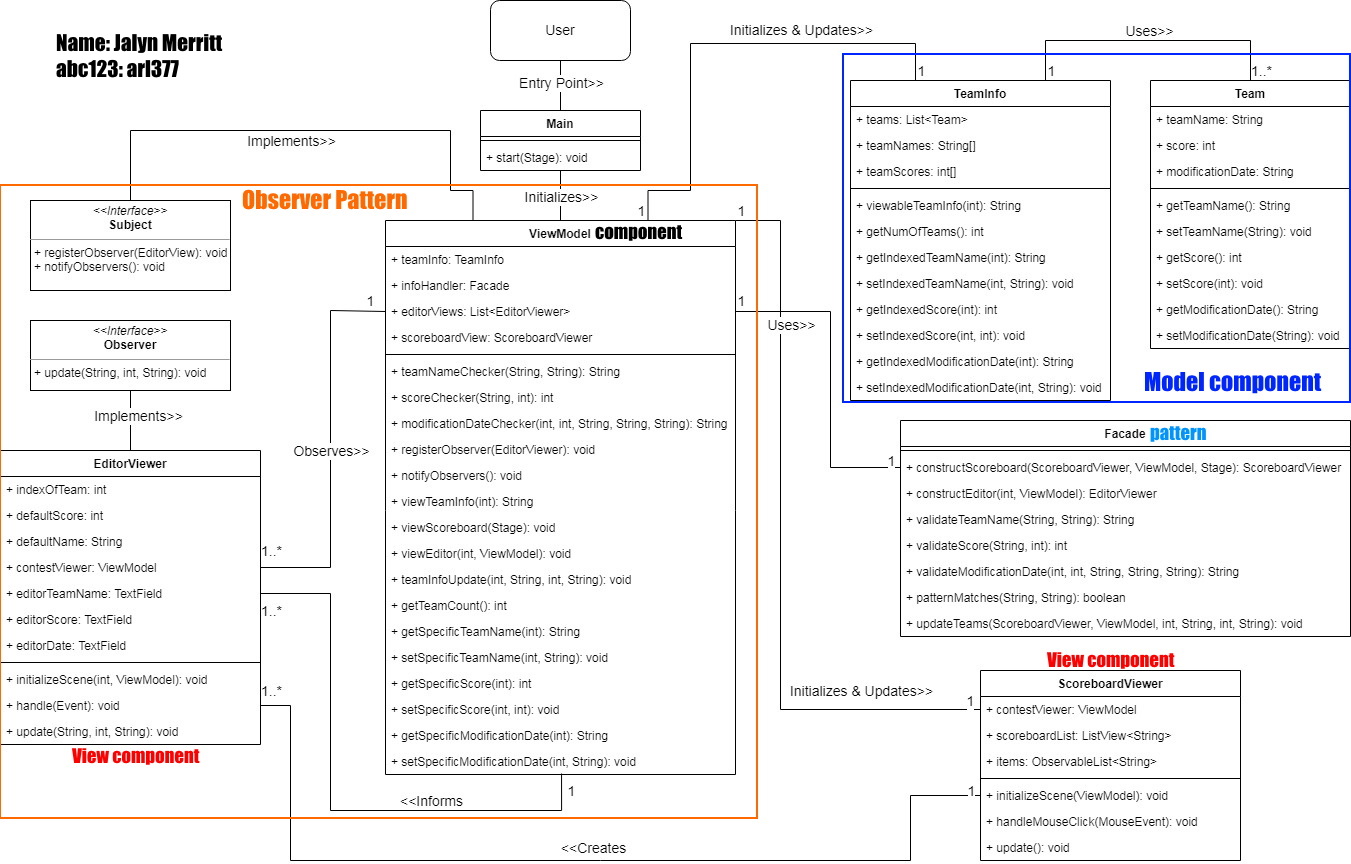 Name: Jalyn Merritt
abc123: arl377
User
Entry Point>>
Main
+ start(Stage): void
Initializes>>
Implements>>
Initializes & Updates>>
Uses>>
1
1
1..*
Model component
TeamInfo
+ teams: List<Team>
+ teamNames: String[]
+ teamScores: int[]
+ viewableTeamInfo(int): String
+ getNumOfTeams(): int
+ getIndexedTeamName(int): String
+ setIndexedTeamName(int, String): void
+ getIndexedScore(int): int
+ setIndexedScore(int, int): void
+ getIndexedModificationDate(int): String
+ setIndexedModificationDate(int, String): void
Team
+ teamName: String
+ score: int
+ modificationDate: String
+ getTeamName(): String
+ setTeamName(String): void
+ getScore(): int
+ setScore(int): void
+ getModificationDate(): String
+ setModificationDate(String): void
Observer Pattern
<<Interface>>
Subject
+ registerObserver(EditorView): void
+ notifyObservers(): void
<<Interface>>
Observer
+ update(String, int, String): void
Implements>>
EditorViewer
+ indexOfTeam: int
+ defaultScore: int
+ defaultName: String
+ contestViewer: ViewModel
+ editorTeamName: TextField
+ editorScore: TextField
+ editorDate: TextField
+ initializeScene(int, ViewModel): void
+ handle(Event): void
+ update(String, int, String): void
View component
1
Observes>>
1..*
1..*
1..*
1
1
1
ViewModel component
+ teamInfo: TeamInfo
+ infoHandler: Facade
+ editorViews: List<EditorViewer>
+ scoreboardView: ScoreboardViewer
+ teamNameChecker(String, String): String
+ scoreChecker(String, int): int
+ modificationDateChecker(int, int, String, String, String): String
+ registerObserver(EditorViewer): void
+ notifyObservers(): void
+ viewTeamInfo(int): String
+ viewScoreboard(Stage): void
+ viewEditor(int, ViewModel): void
+ teamInfoUpdate(int, String, int, String): void
+ getTeamCount(): int
+ getSpecificTeamName(int): String
+ setSpecificTeamName(int, String): void
+ getSpecificScore(int): int
+ setSpecificScore(int, int): void
+ getSpecificModificationDate(int): String
+ setSpecificModificationDate(int, String): void
1
<<Informs
<<Creates
Uses>>
1
Facade pattern
+ constructScoreboard(ScoreboardViewer, ViewModel, Stage): ScoreboardViewer
+ constructEditor(int, ViewModel): EditorViewer
+ validateTeamName(String, String): String
+ validateScore(String, int): int
+ validateModificationDate(int, int, String, String, String): String
+ patternMatches(String, String): boolean
+ updateTeams(ScoreboardViewer, ViewModel, int, String, int, String): void
View component
Initializes & Updates>>
1
1
ScoreboardViewer
+ contestViewer: ViewModel
+ scoreboardList: ListView<String>
+ items: ObservableList<String>
+ initializeScene(ViewModel): void
+ handleMouseClick(MouseEvent): void
+ update(): void